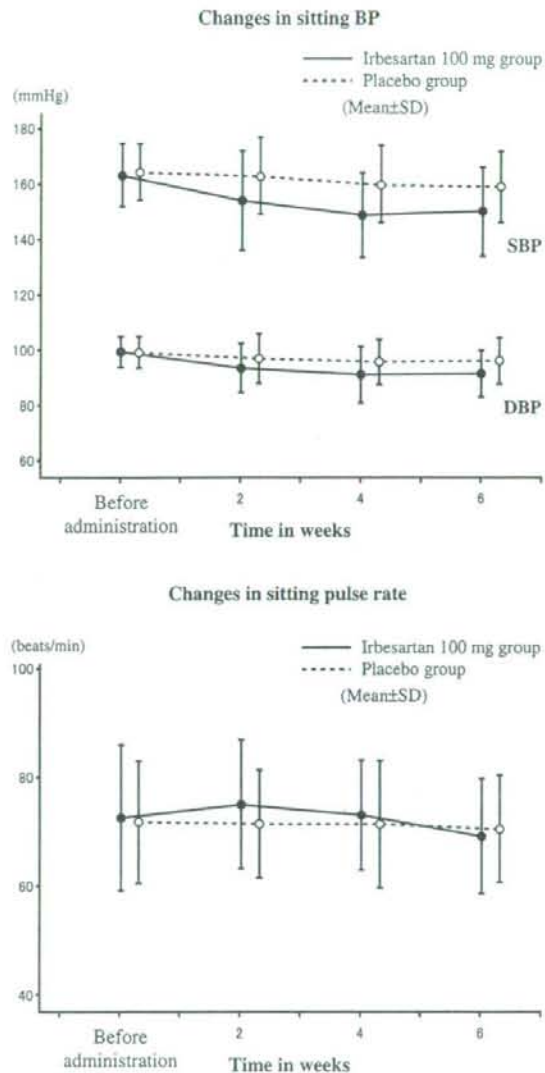 Changes in sitting BP
Irbesartan 100 mg group
Placebo group
(Mean±SD)
(mmHg)
180
160
140
120
100
80
60
SBP
DBP
Before
administration
2
4
6
Time in weeks
Changes in sitting pulse rate
(beats/min)
Irbesartan 100 mg group
Placebo group
(Mean±SD)
100
80
60
40
Before
administration
2
4
6
Time in weeks